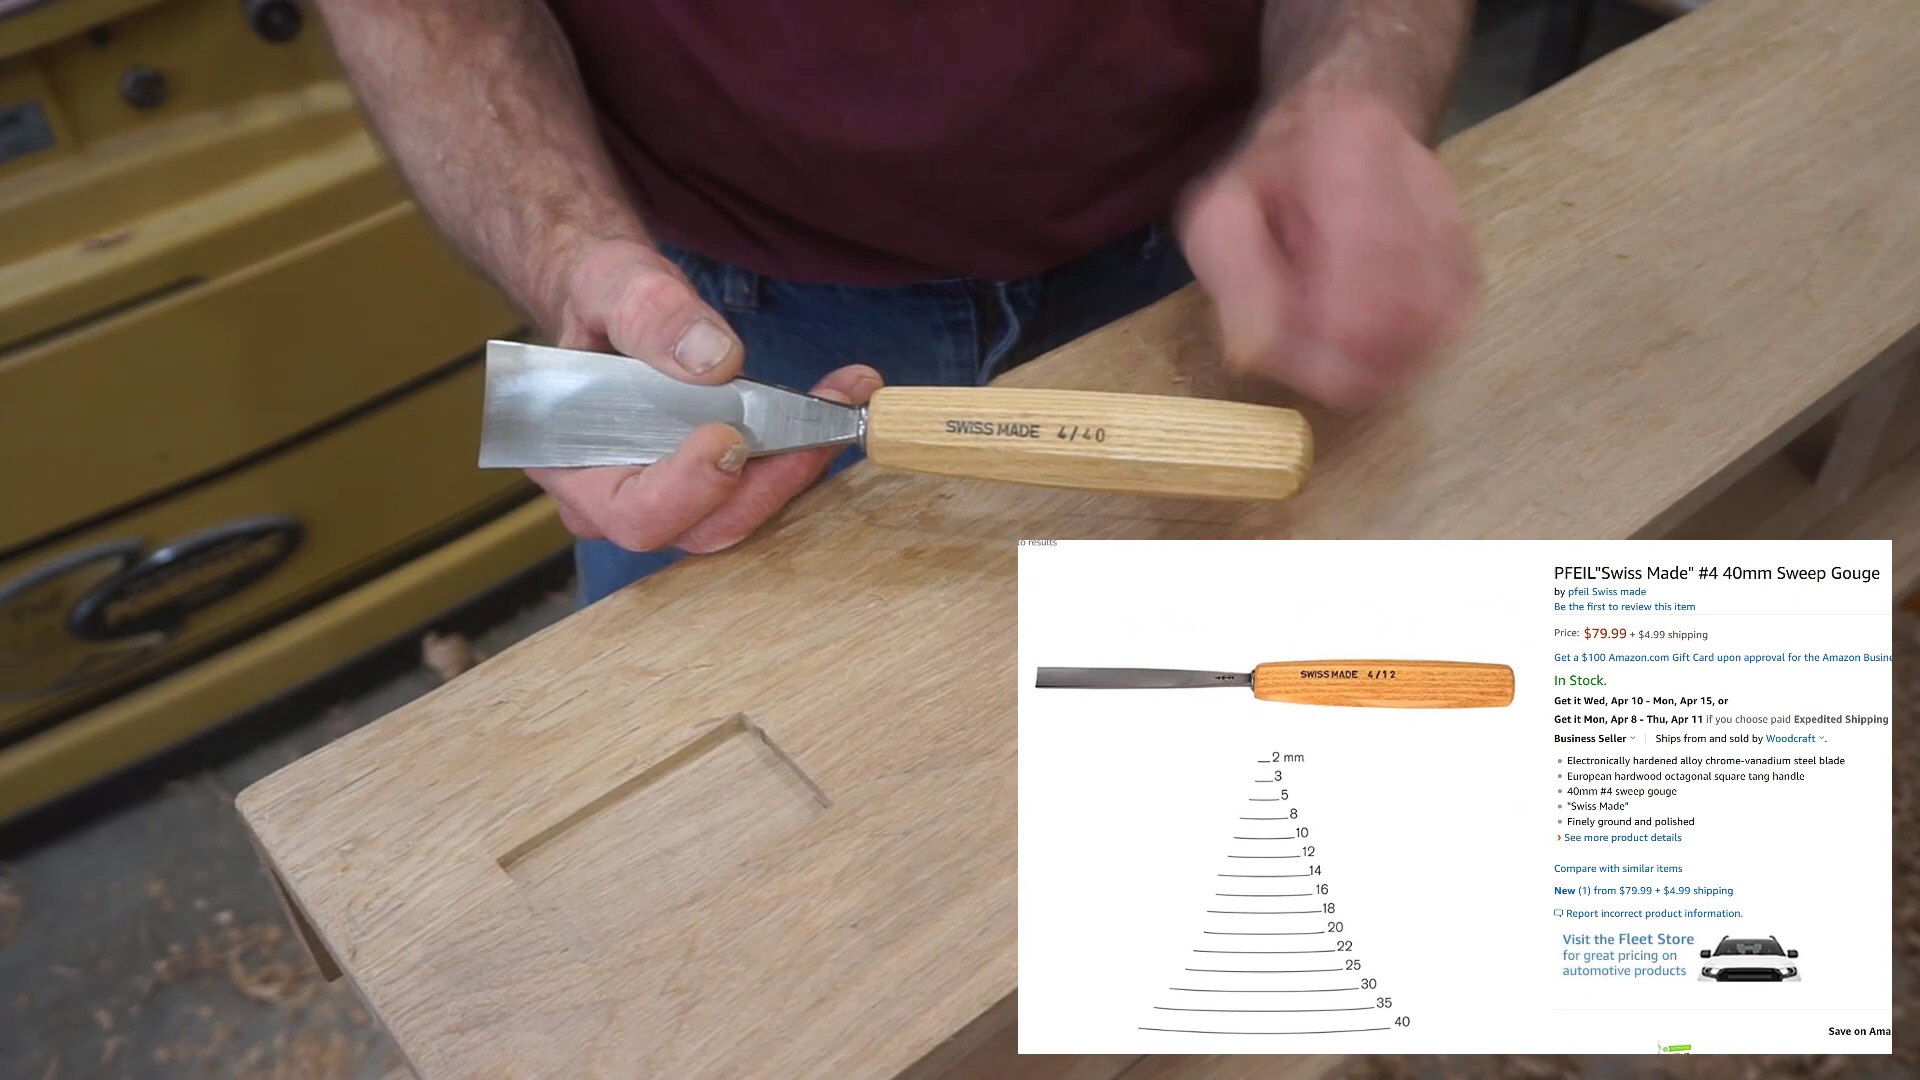 SWISS MADE 4/40
to results
PFEIL"Swiss Made" #4 40mm Sweep Gouge
by pfeil Swiss made
Be the first to review this item
Price: $79.99 + $4.99 shipping
Get a $100 Amazon.com Gift Card upon approval for the Amazon Busine
In Stock.
Get it Wed, Apr 10 - Mon, Apr 15, or
Get it Mon, Apr 8 - Thu, Apr 11 if you choose paid Expedited Shipping
Business Seller Ships from and sold by Woodcraft.
Electronically hardened alloy chrome-vanadium steel blade
European hardwood octagonal square tang handle
40mm #4 sweep gouge
"Swiss Made"
Finely ground and polished
See more product details
Compare with similar items
New (1) from $79.99 + $4.99 shipping
Report incorrect product information.
Visit the Fleet Store
for great pricing on
automotive products
Save on Ama
SWISS MADE 4/12
2 mm
3
5
8
10
12
14
16
18
20
22
25
30
35
40